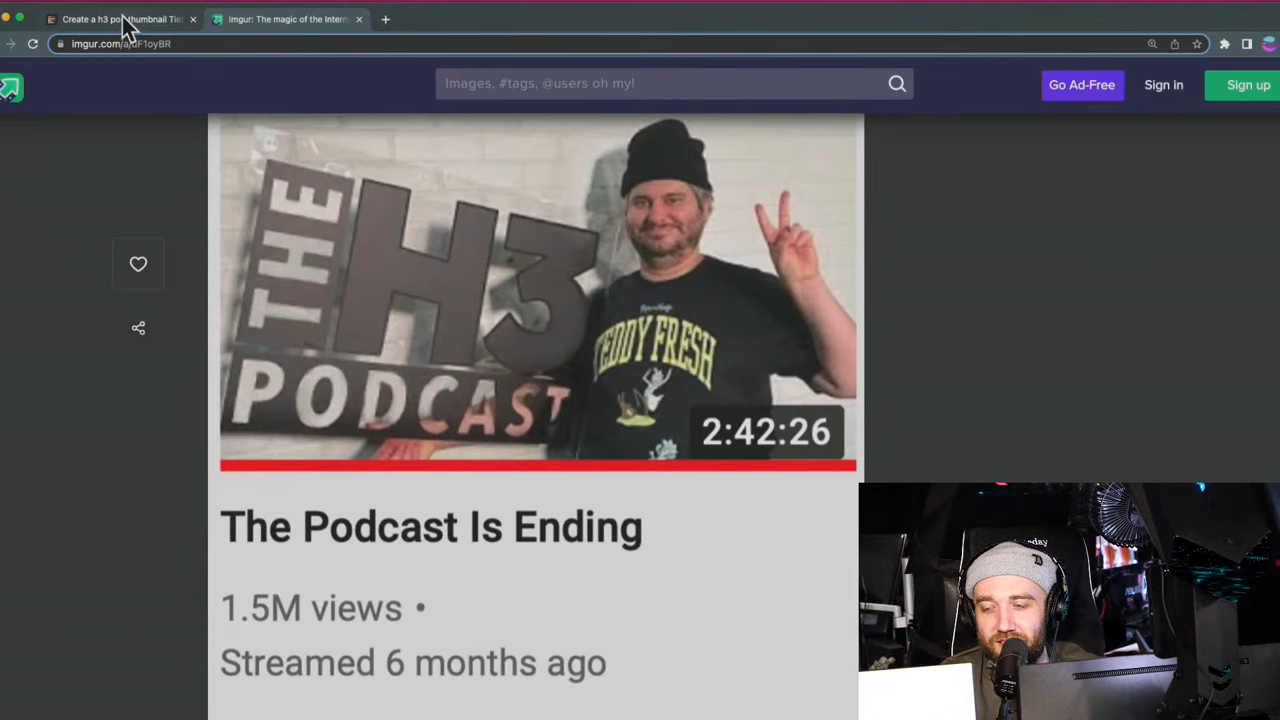 Create a h3 po thumbnail Tie
Imgur: The magic of the Intern
imgur.com/a/uF1oyBR
Images, #tags, @users oh my!
Go Ad-Free
Sign in
Sign up
THE
H3
PODCAST
TEDDY FRESH
2:42:26
The Podcast Is Ending
1.5M views •
Streamed 6 months ago